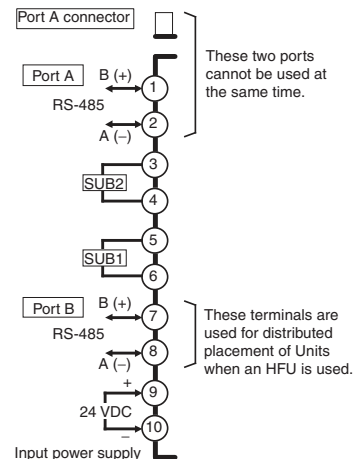 Port A connector
These two ports
cannot be used at
the same time.
Port A
B (+)
1
RS-485
2
A (−)
3
SUB2
4
5
SUB1
6
Port B
B (+)
7
RS-485
8
A (−)
These terminals are
used for distributed
placement of Units
when an HFU is used.
+
9
24 VDC
−
10
Input power supply